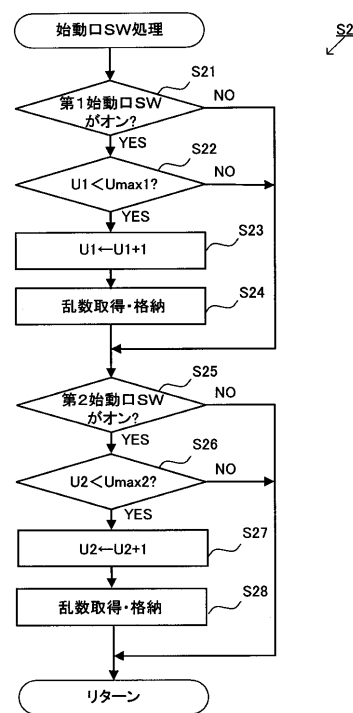 S2
始動口SW処理
S21
第1始動口SW
がオン?
NO
YES
S22
U1<Umax1?
NO
YES
S23
U1←U1+1
S24
乱数取得・格納
S25
第2始動口SW
がオン?
NO
YES
S26
U2<Umax2?
NO
YES
S27
U2←U2+1
S28
乱数取得・格納
リターン